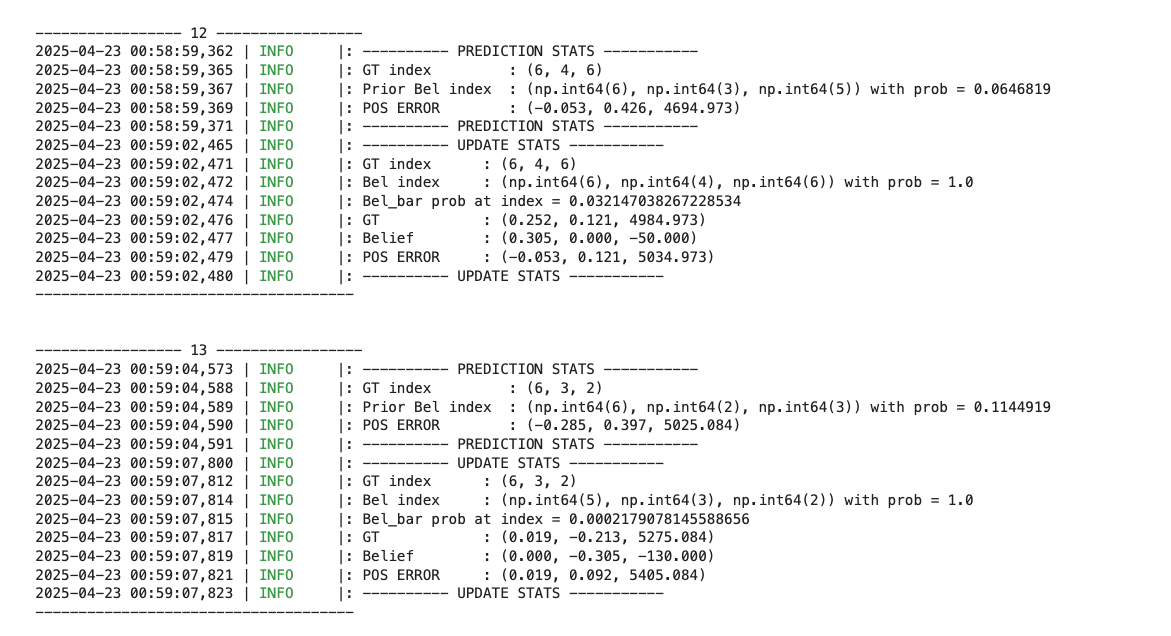 ----------------- 12 -----------------
2025-04-23 00:58:59,362 | INFO     |: ---------- PREDICTION STATS -----------
2025-04-23 00:58:59,365 | INFO     |: GT index         : (6, 4, 6)
2025-04-23 00:58:59,367 | INFO     |: Prior Bel index  : (np.int64(6), np.int64(3), np.int64(5)) with prob = 0.0646819
2025-04-23 00:58:59,369 | INFO     |: POS ERROR        : (-0.053, 0.426, 4694.973)
2025-04-23 00:58:59,371 | INFO     |: ---------- PREDICTION STATS -----------
2025-04-23 00:59:02,465 | INFO     |: ---------- UPDATE STATS -----------
2025-04-23 00:59:02,471 | INFO     |: GT index      : (6, 4, 6)
2025-04-23 00:59:02,472 | INFO     |: Bel index     : (np.int64(6), np.int64(4), np.int64(6)) with prob = 1.0
2025-04-23 00:59:02,474 | INFO     |: Bel_bar prob at index = 0.032147038267228534
2025-04-23 00:59:02,476 | INFO     |: GT            : (0.252, 0.121, 4984.973)
2025-04-23 00:59:02,477 | INFO     |: Belief        : (0.305, 0.000, -50.000)
2025-04-23 00:59:02,479 | INFO     |: POS ERROR     : (-0.053, 0.121, 5034.973)
2025-04-23 00:59:02,480 | INFO     |: ---------- UPDATE STATS -----------
-------------------------------------
----------------- 13 -----------------
2025-04-23 00:59:04,573 | INFO     |: ---------- PREDICTION STATS -----------
2025-04-23 00:59:04,588 | INFO     |: GT index         : (6, 3, 2)
2025-04-23 00:59:04,589 | INFO     |: Prior Bel index  : (np.int64(6), np.int64(2), np.int64(3)) with prob = 0.1144919
2025-04-23 00:59:04,590 | INFO     |: POS ERROR        : (-0.285, 0.397, 5025.084)
2025-04-23 00:59:04,591 | INFO     |: ---------- PREDICTION STATS -----------
2025-04-23 00:59:07,800 | INFO     |: ---------- UPDATE STATS -----------
2025-04-23 00:59:07,812 | INFO     |: GT index      : (6, 3, 2)
2025-04-23 00:59:07,814 | INFO     |: Bel index     : (np.int64(5), np.int64(3), np.int64(2)) with prob = 1.0
2025-04-23 00:59:07,815 | INFO     |: Bel_bar prob at index = 0.0002179078145588656
2025-04-23 00:59:07,817 | INFO     |: GT            : (0.019, -0.213, 5275.084)
2025-04-23 00:59:07,819 | INFO     |: Belief        : (0.000, -0.305, -130.000)
2025-04-23 00:59:07,821 | INFO     |: POS ERROR     : (0.019, 0.092, 5405.084)
2025-04-23 00:59:07,823 | INFO     |: ---------- UPDATE STATS -----------
-------------------------------------